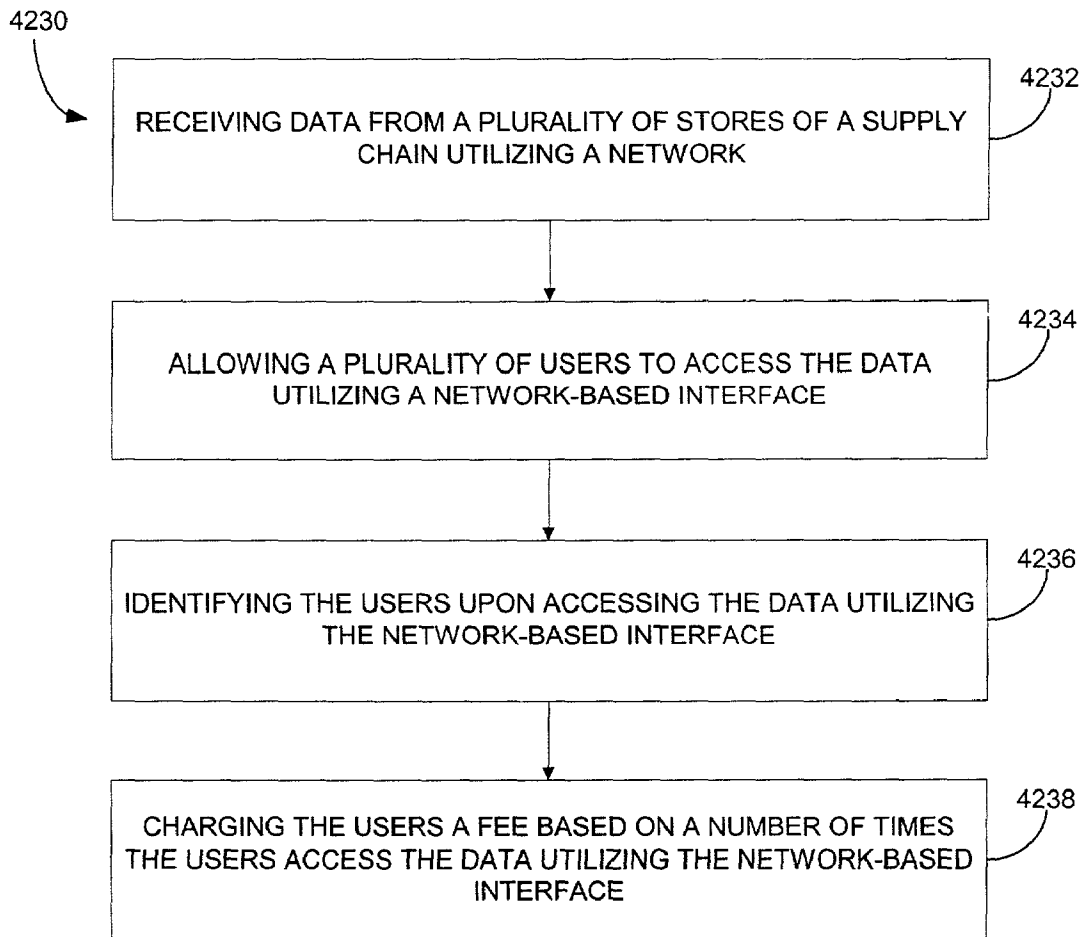 4230
4232
RECEIVING DATA FROM A PLURALITY OF STORES OF A SUPPLY
CHAIN UTILIZING A NETWORK
4234
ALLOWING A PLURALITY OF USERS TO ACCESS THE DATA
UTILIZING A NETWORK-BASED INTERFACE
4236
IDENTIFYING THE USERS UPON ACCESSING THE DATA UTILIZING
THE NETWORK-BASED INTERFACE
4238
CHARGING THE USERS A FEE BASED ON A NUMBER OF TIMES
THE USERS ACCESS THE DATA UTILIZING THE NETWORK-BASED
INTERFACE